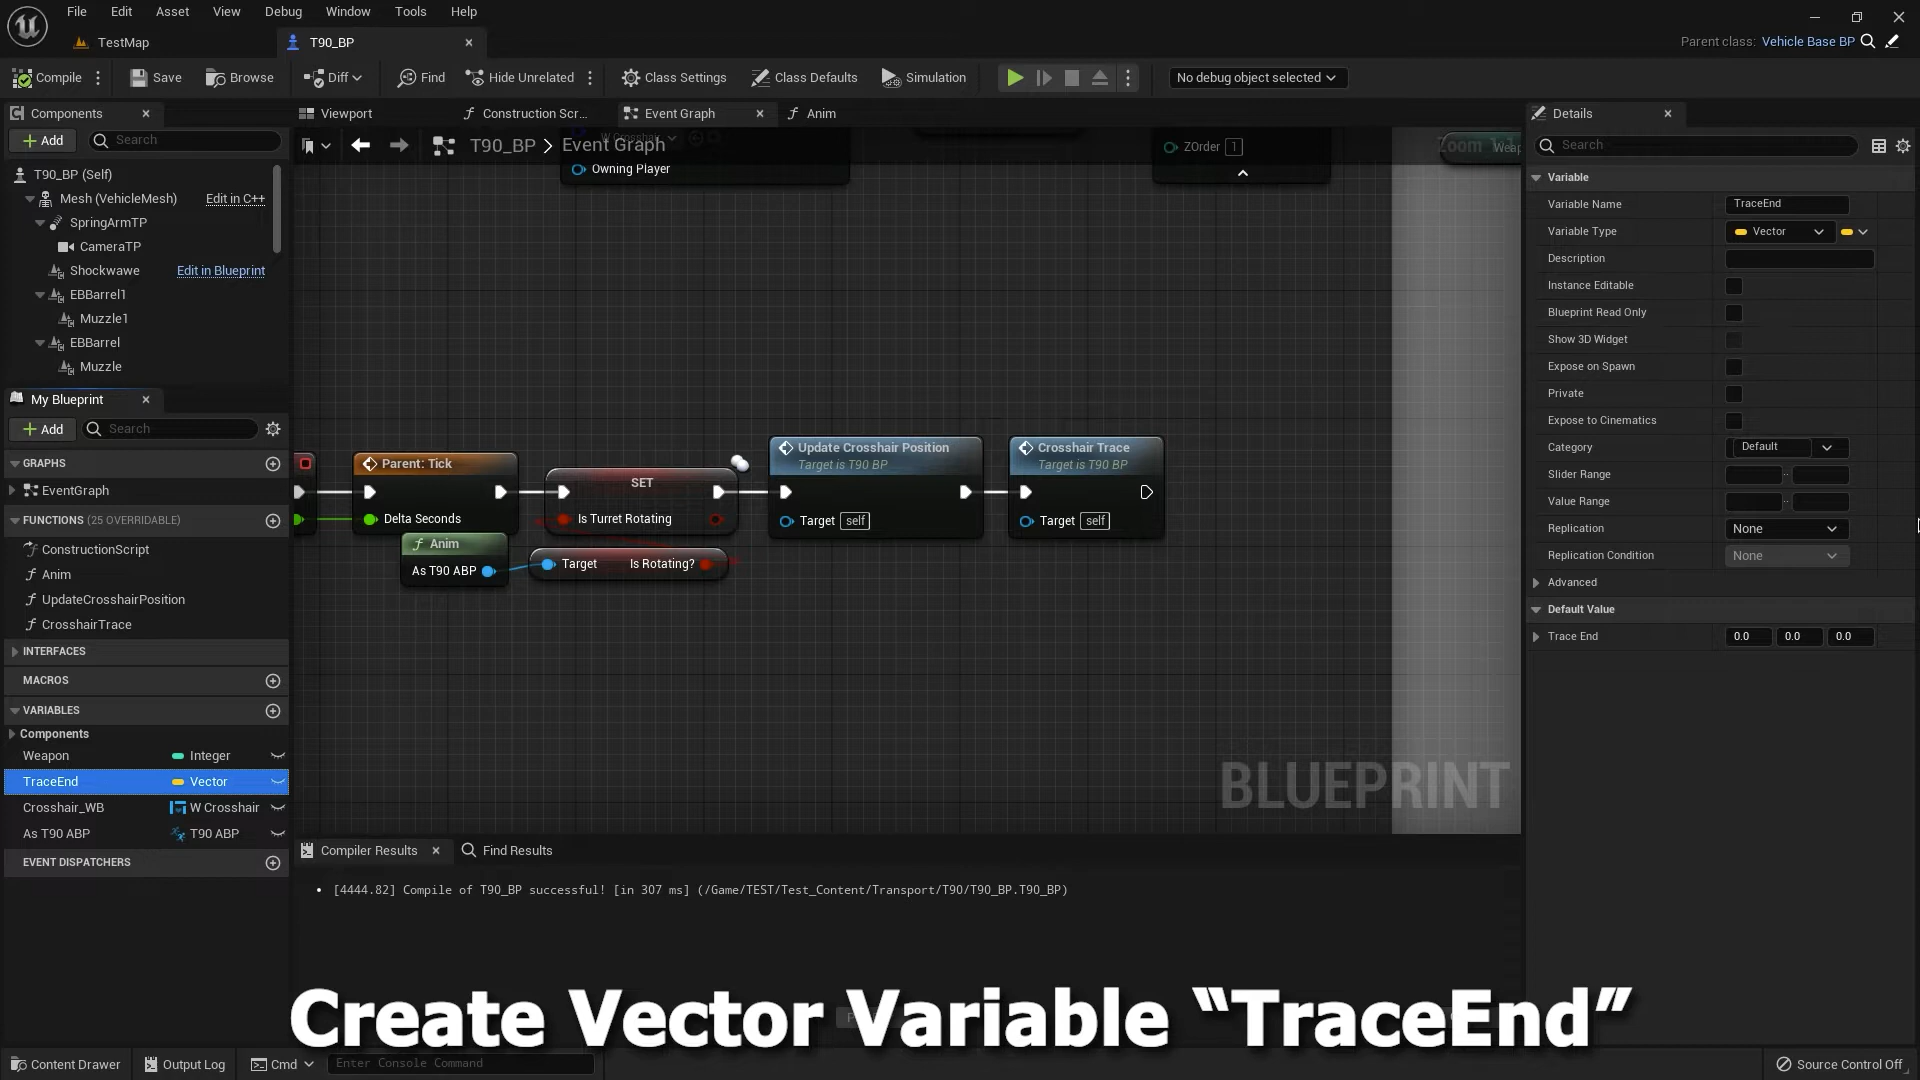 File Edit Asset View Debug Window Tools Help
TestMap T90_BP
Parent class: Vehicle Base BP
Compile Save Browse Diff Find Hide Unrelated Class Settings Class Defaults Simulation No debug object selected
Components Viewport Construction Scr... Event Graph Anim Details
Add Search
T90_BP > Event Graph
W Crosshair
Owning Player
ZOrder 1
Weap
Search
T90_BP (Self)
Mesh (VehicleMesh) Edit in C++
SpringArmTP
CameraTP
Shockwawe Edit in Blueprint
EBBarrel1
Muzzle1
EBBarrel
Muzzle
My Blueprint
Add Search
GRAPHS
EventGraph
FUNCTIONS (25 OVERRIDABLE)
ConstructionScript
Anim
UpdateCrosshairPosition
CrosshairTrace
INTERFACES
MACROS
VARIABLES
Components
Weapon Integer
TraceEnd Vector
Crosshair_WB W Crosshair
As T90 ABP T90 ABP
EVENT DISPATCHERS
Parent: Tick
Delta Seconds
SET
Is Turret Rotating
Anim
As T90 ABP
Target Is Rotating?
Update Crosshair Position
Target is T90 BP
Target self
Crosshair Trace
Target is T90 BP
Target self
BLUEPRINT
Variable
Variable Name TraceEnd
Variable Type Vector
Description
Instance Editable
Blueprint Read Only
Show 3D Widget
Expose on Spawn
Private
Expose to Cinematics
Category Default
Slider Range
Value Range
Replication None
Replication Condition None
Advanced
Default Value
Trace End 0.0 0.0 0.0
Compiler Results Find Results
[4444.82] Compile of T90_BP successful! [in 307 ms] (/Game/TEST/Test_Content/Transport/T90/T90_BP.T90_BP)
Create Vector Variable “TraceEnd”
Content Drawer Output Log Cmd Enter Console Command Source Control Off